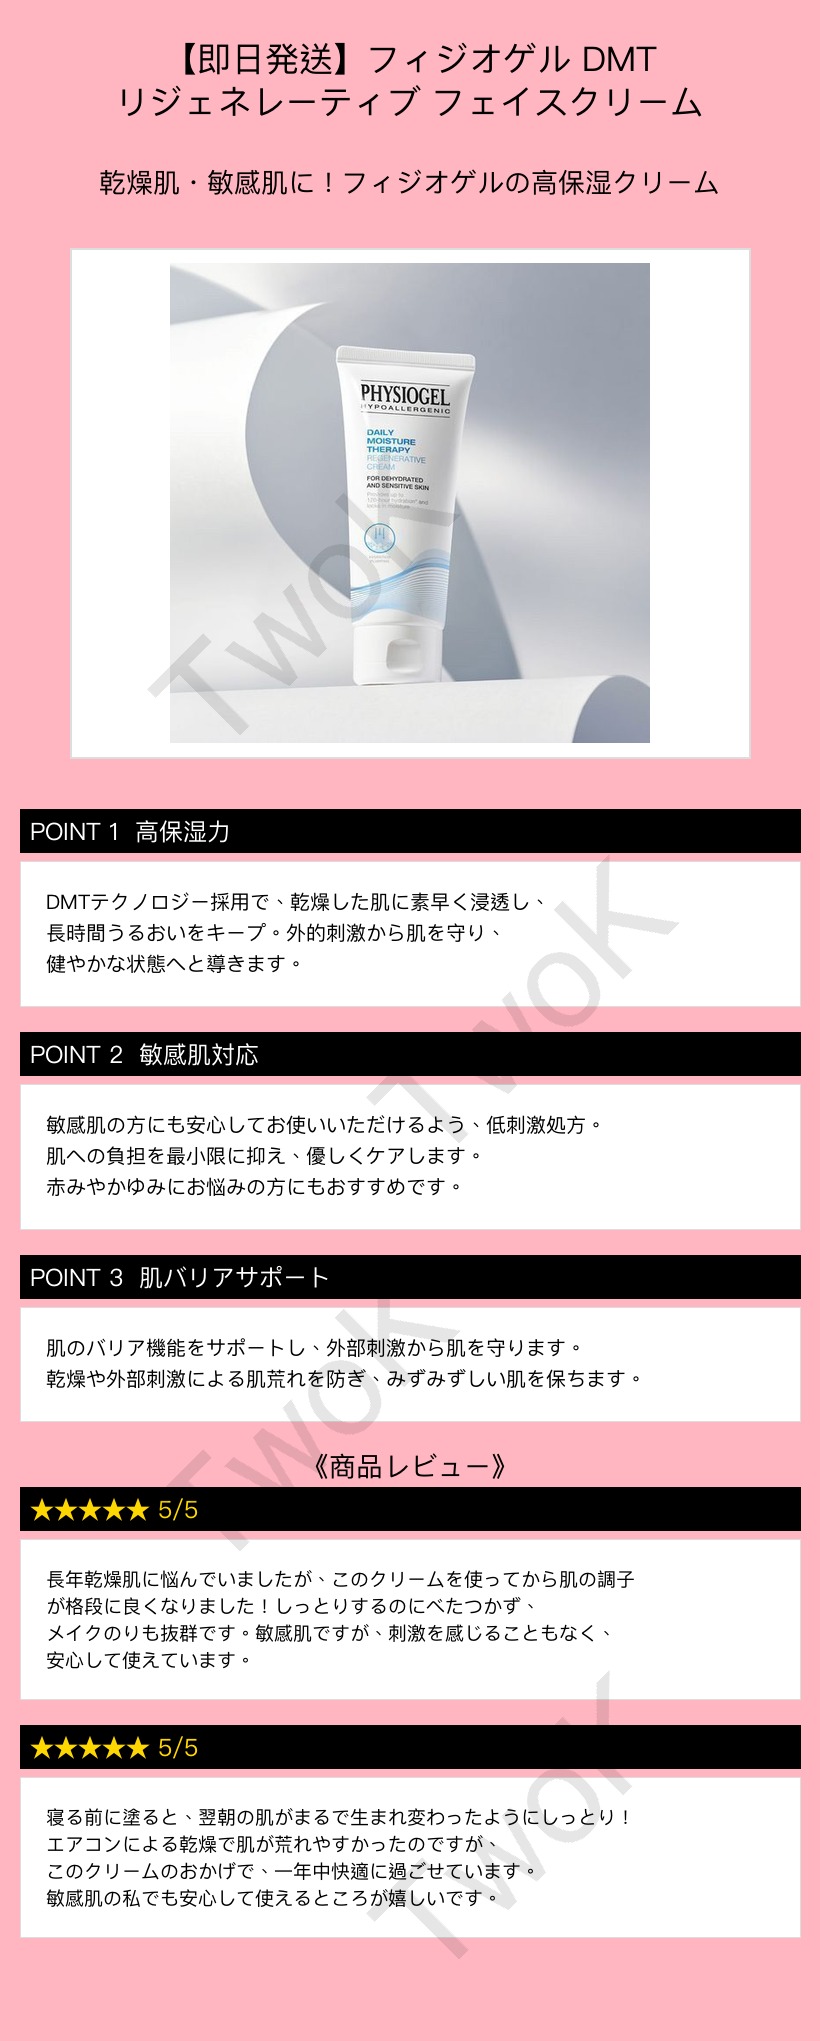 【即日発送】フィジオゲル DMT
リジェネレーティブ フェイスクリーム
乾燥肌・敏感肌に！フィジオゲルの高保湿クリーム
PHYSIOGEL
HYPOALLERGENIC
DAILY
MOISTURE
THERAPY
REGENERATIVE
CREAM
FOR DEHYDRATED
AND SENSITIVE SKIN
TwoK
POINT 1 高保湿力
DMTテクノロジー採用で、乾燥した肌に素早く浸透し、
長時間うるおいをキープ。外的刺激から肌を守り、
健やかな状態へと導きます。
TwoK
POINT 2 敏感肌対応
敏感肌の方にも安心してお使いいただけるよう、低刺激処方。
肌への負担を最小限に抑え、優しくケアします。
赤みやかゆみにお悩みの方にもおすすめです。
POINT 3 肌バリアサポート
肌のバリア機能をサポートし、外部刺激から肌を守ります。
乾燥や外部刺激による肌荒れを防ぎ、みずみずしい肌を保ちます。
TwoK
《商品レビュー》
★★★★★ 5/5
長年乾燥肌に悩んでいましたが、このクリームを使ってから肌の調子
が格段に良くなりました！しっとりするのにべたつかず、
メイクのりも抜群です。敏感肌ですが、刺激を感じることもなく、
安心して使えています。
★★★★★ 5/5
寝る前に塗ると、翌朝の肌がまるで生まれ変わったようにしっとり！
エアコンによる乾燥で肌が荒れやすかったのですが、
このクリームのおかげで、一年中快適に過ごせています。
敏感肌の私でも安心して使えるところが嬉しいです。
TwoK